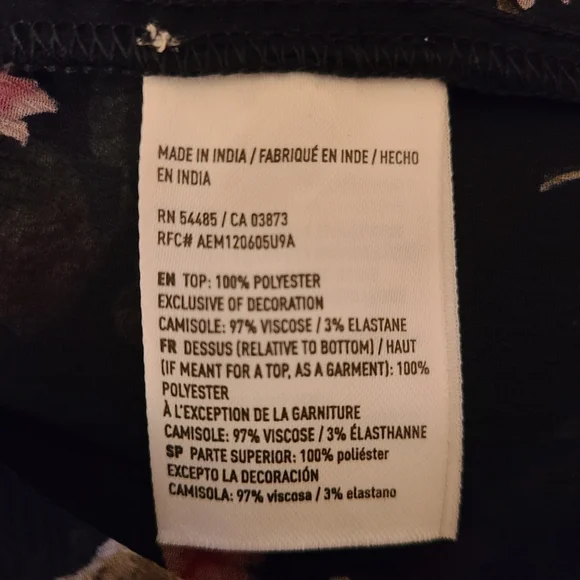 MADE IN INDIA / FABRIQUÉ EN INDE / HECHO
EN INDIA
RN 54485 / CA 03873
RFC# AEM120605U9A
EN TOP: 100% POLYESTER
EXCLUSIVE OF DECORATION
CAMISOLE: 97% VISCOSE / 3% ELASTANE
FR DESSUS (RELATIVE TO BOTTOM) / HAUT
(IF MEANT FOR A TOP, AS A GARMENT): 100%
POLYESTER
À L'EXCEPTION DE LA GARNITURE
CAMISOLE: 97% VISCOSE / 3% ÉLASTHANNE
SP PARTE SUPERIOR: 100% poliéster
EXCEPTO LA DECORACIÓN
CAMISOLA: 97% viscosa / 3% elastano